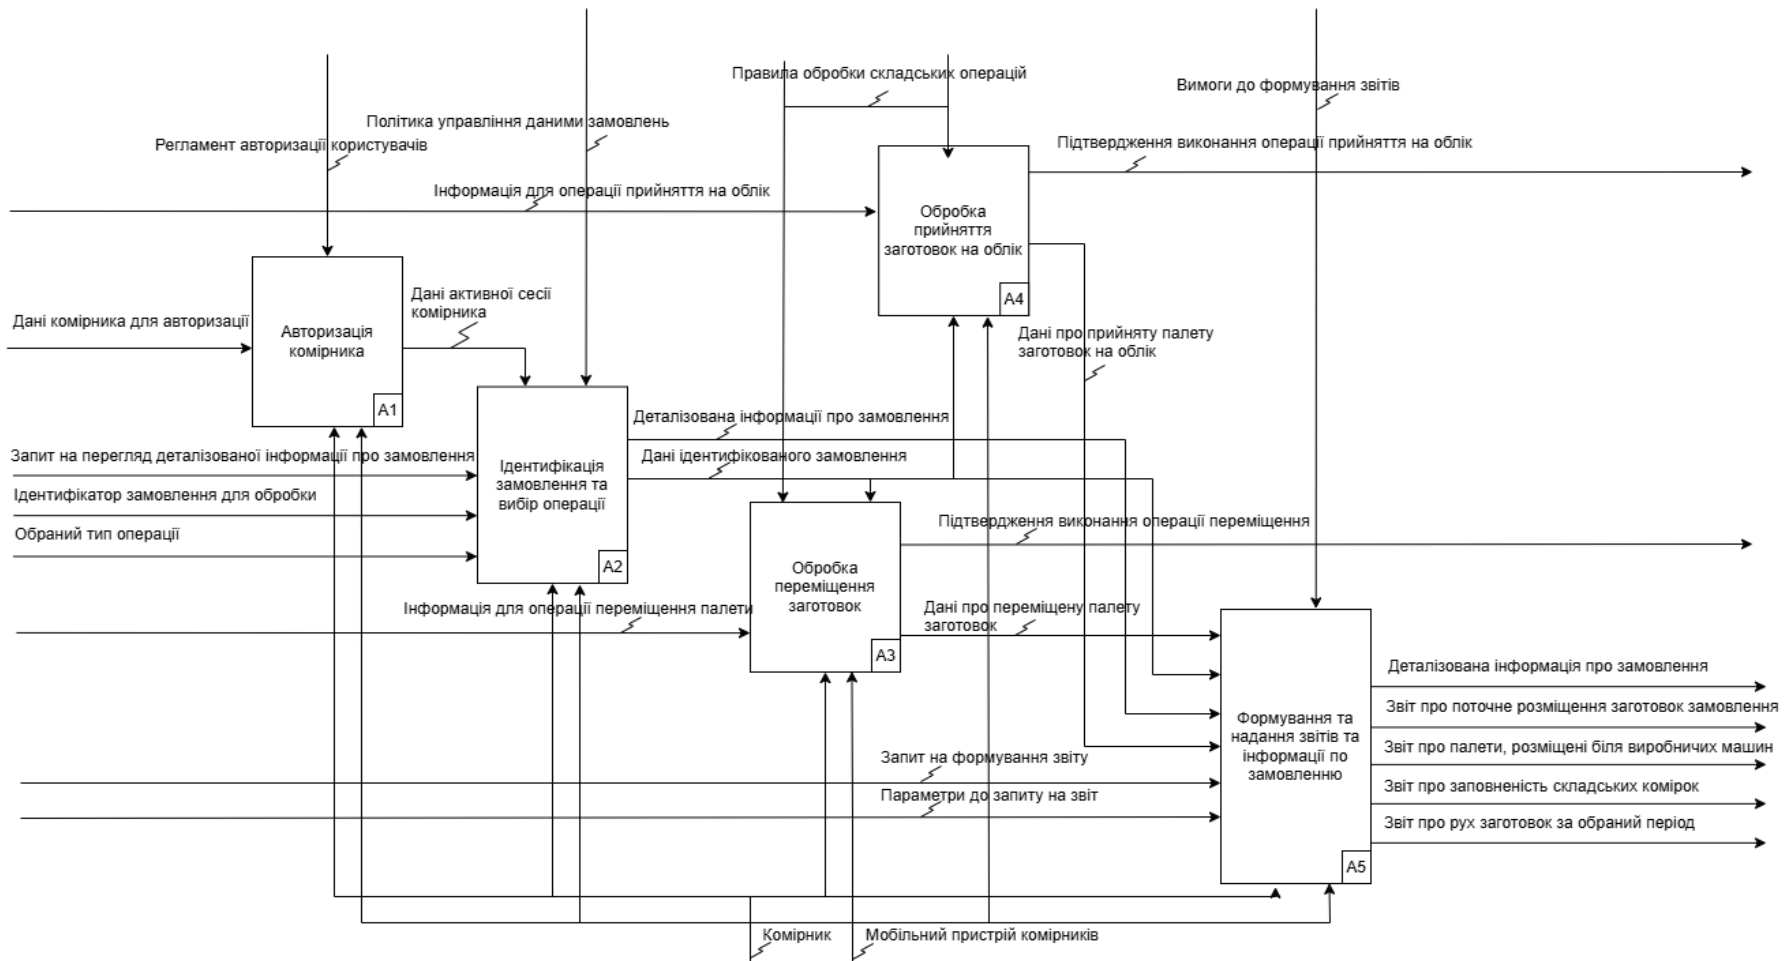 Правила обробки складських операцій
Вимоги до формування звітів
Політика управління даними замовлень
Регламент авторизації користувачів
Підтвердження виконання операції прийняття на облік
Інформація для операції прийняття на облік
Обробка
прийняття
заготовок на облік
A4
Дані активної сесії
комірника
Дані комірника для авторизації
Авторизація
комірника
A1
Дані про прийняту палету
заготовок на облік
Деталізована інформації про замовлення
Запит на перегляд деталізованої інформації про замовлення
Дані ідентифікованого замовлення
Ідентифікація
замовлення та
вибір операції
A2
Ідентифікатор замовлення для обробки
Обраний тип операції
Підтвердження виконання операції переміщення
Обробка
переміщення
заготовок
A3
Інформація для операції переміщення палети
Дані про переміщену палету
заготовок
Деталізована інформація про замовлення
Звіт про поточне розміщення заготовок замовлення
Формування та
надання звітів та
інформації по
замовленню
A5
Звіт про палети, розміщені біля виробничих машин
Запит на формування звіту
Звіт про заповненість складських комірок
Параметри до запиту на звіт
Звіт про рух заготовок за обраний період
Комірник
Мобільний пристрій комірників